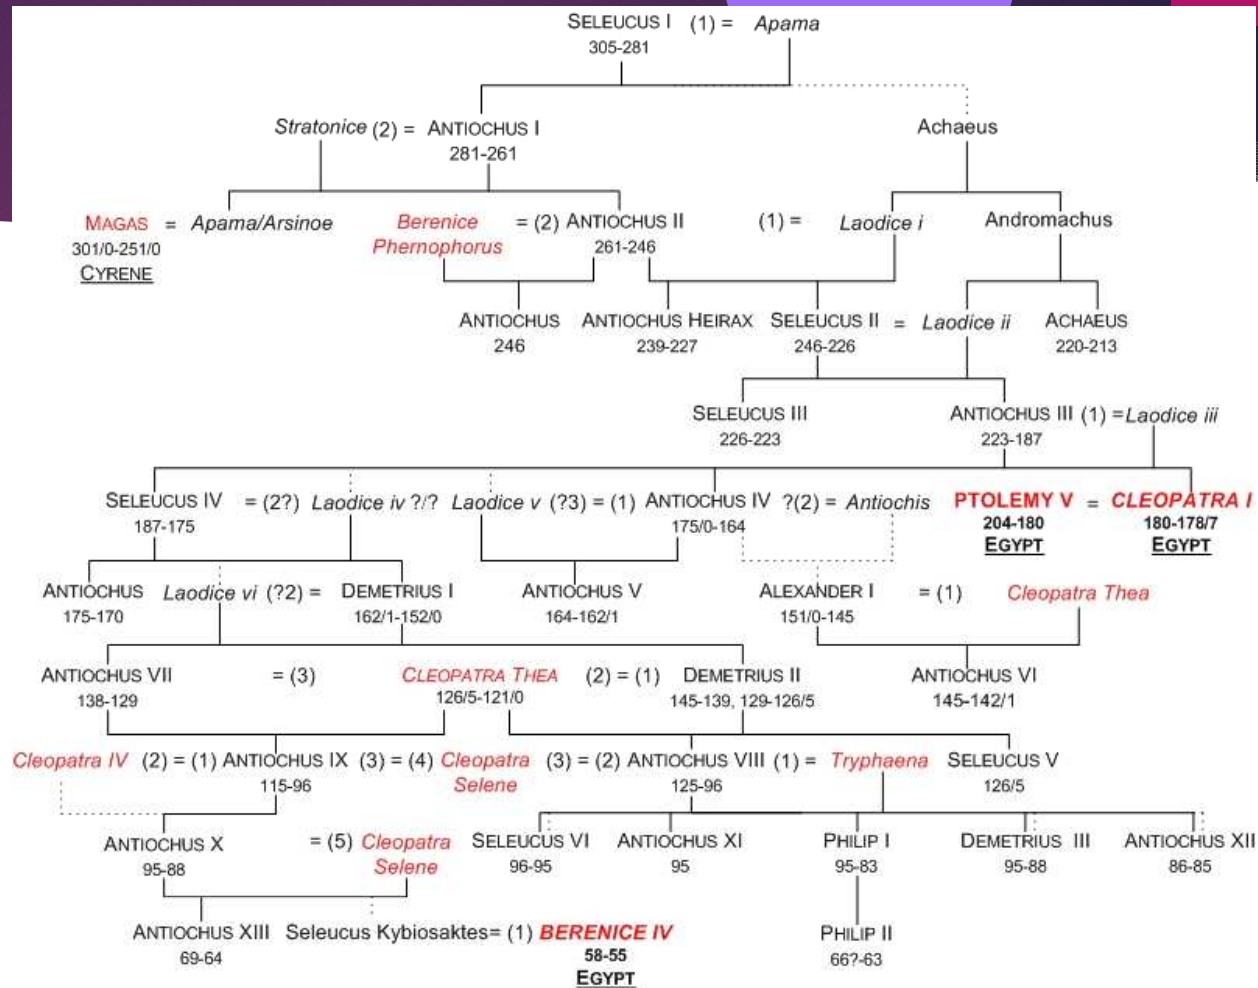 SELEUCUS I (1) = Apama
305-281
Stratonice (2) = ANTIOCHUS I
281-261
Achaeus
MAGAS = Apama/Arsinoe
301/0-251/0
CYRENE
Berenice = (2) ANTIOCHUS II (1) = Laodice i
Phernophorus 261-246
Andromachus
ANTIOCHUS
246
ANTIOCHUS HEIRAX
239-227
SELEUCUS II = Laodice ii
246-226
ACHAEUS
220-213
SELEUCUS III
226-223
ANTIOCHUS III (1) =Laodice iii
223-187
SELEUCUS IV = (2?) Laodice iv ?/? Laodice v (?3) = (1) ANTIOCHUS IV ?(2) = Antiochis
187-175 175/0-164
PTOLEMY V = CLEOPATRA I
204-180 180-178/7
EGYPT EGYPT
ANTIOCHUS Laodice vi (?2) = DEMETRIUS I
175-170 162/1-152/0
ANTIOCHUS V
164-162/1
ALEXANDER I = (1) Cleopatra Thea
151/0-145
ANTIOCHUS VII = (3) CLEOPATRA THEA (2) = (1) DEMETRIUS II
138-129 126/5-121/0 145-139, 129-126/5
ANTIOCHUS VI
145-142/1
Cleopatra IV (2) = (1) ANTIOCHUS IX (3) = (4) Cleopatra (3) = (2) ANTIOCHUS VIII (1) = Tryphaena SELEUCUS V
115-96 Selene 125-96 126/5
ANTIOCHUS X = (5) Cleopatra
95-88 Selene
SELEUCUS VI
96-95
ANTIOCHUS XI
95
PHILIP I
95-83
DEMETRIUS III
95-88
ANTIOCHUS XII
86-85
ANTIOCHUS XIII
69-64
Seleucus Kybiosaktes= (1) BERENICE IV
58-55
EGYPT
PHILIP II
66?-63